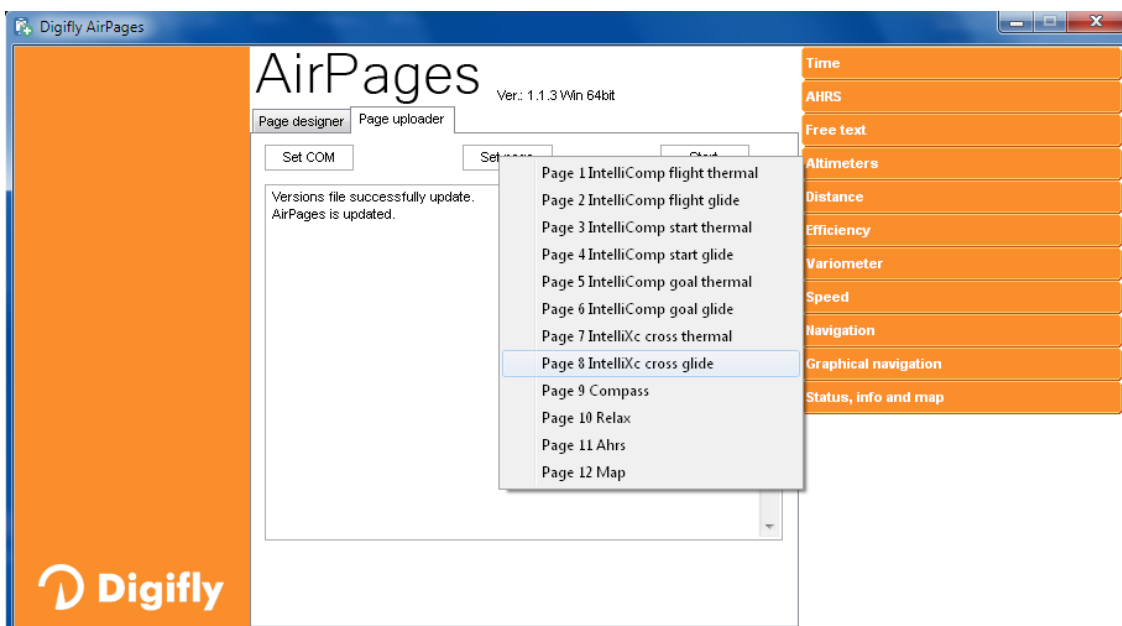 Digifly AirPages
AirPages
Ver.: 1.1.3 Win 64bit
Page designer
Page uploader
Set COM
Set page
Start
Versions file successfully update.
AirPages is updated.
Page 1 IntelliComp flight thermal
Page 2 IntelliComp flight glide
Page 3 IntelliComp start thermal
Page 4 IntelliComp start glide
Page 5 IntelliComp goal thermal
Page 6 IntelliComp goal glide
Page 7 IntelliXc cross thermal
Page 8 IntelliXc cross glide
Page 9 Compass
Page 10 Relax
Page 11 Ahrs
Page 12 Map
Time
AHRS
Free text
Altimeters
Distance
Efficiency
Variometer
Speed
Navigation
Graphical navigation
Status, info and map
Digifly